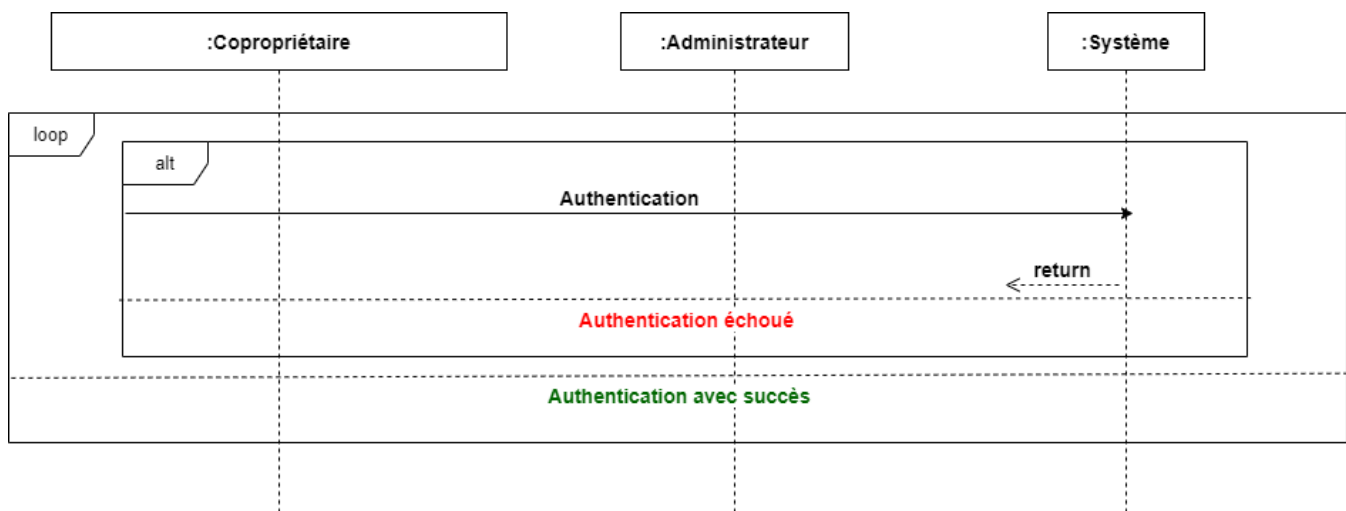 :Copropriétaire
:Administrateur
:Système
loop
alt
Authentication
return
Authentication échoué
Authentication avec succès